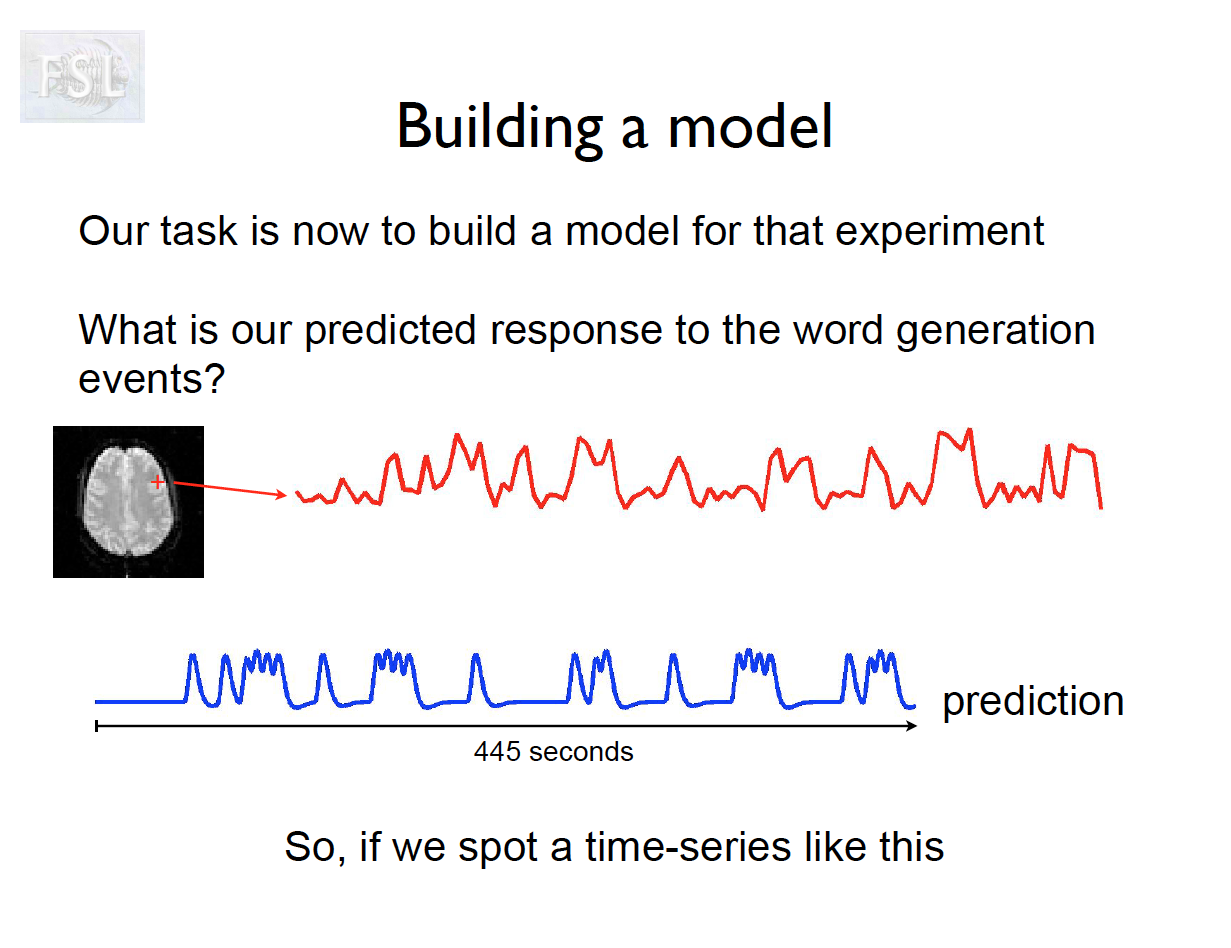 FSL
Building a model
Our task is now to build a model for that experiment
What is our predicted response to the word generation
events?
prediction
445 seconds
So, if we spot a time-series like this